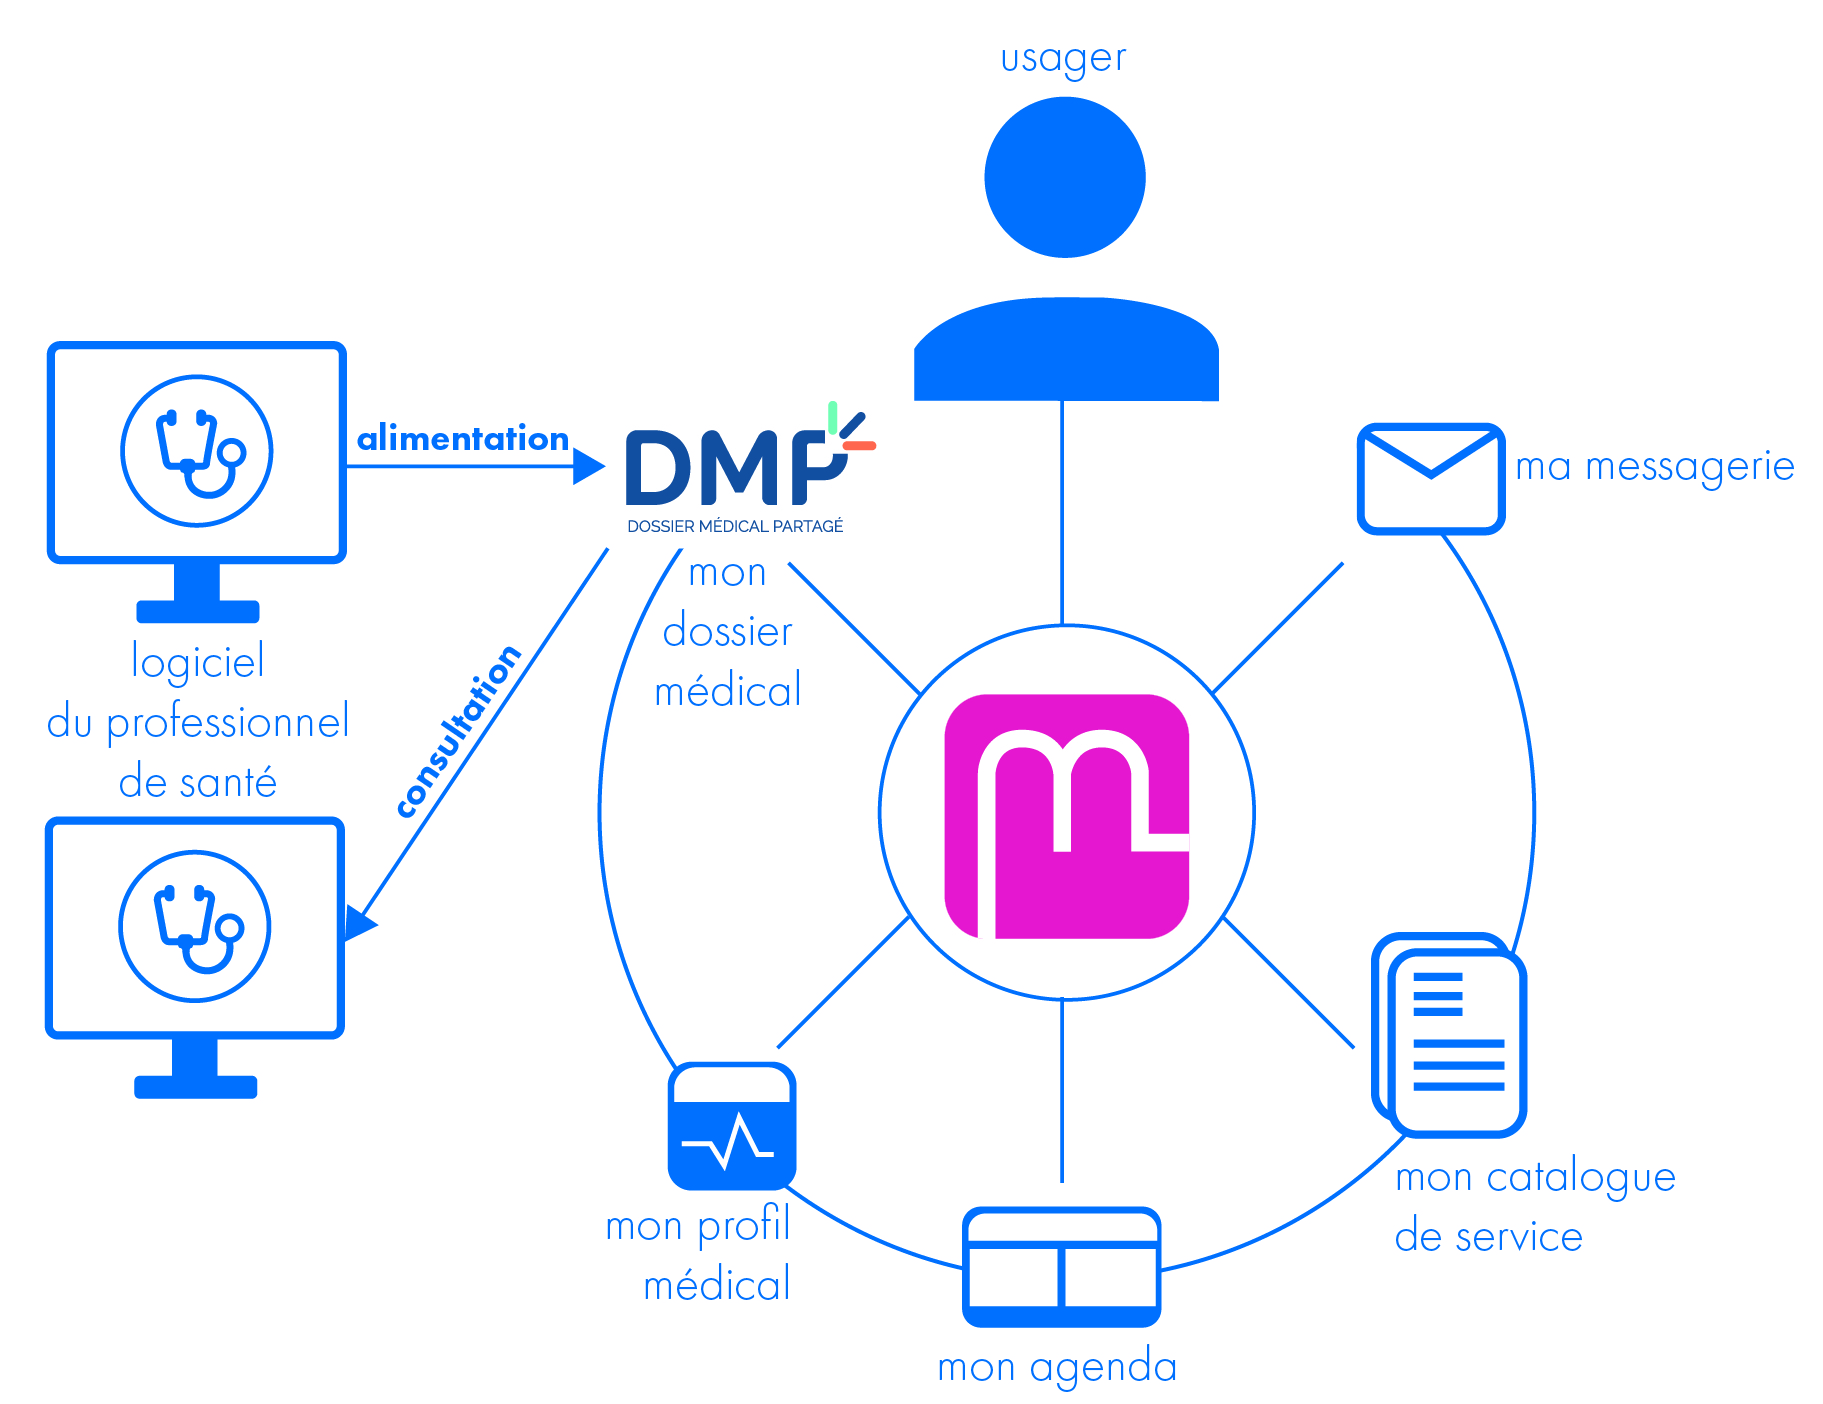 usager
alimentation
DMP
DOSSIER MÉDICAL PARTAGÉ
mon
dossier
médical
ma messagerie
logiciel
du professionnel
de santé
consultation
m
mon profil
médical
mon catalogue
de service
mon agenda